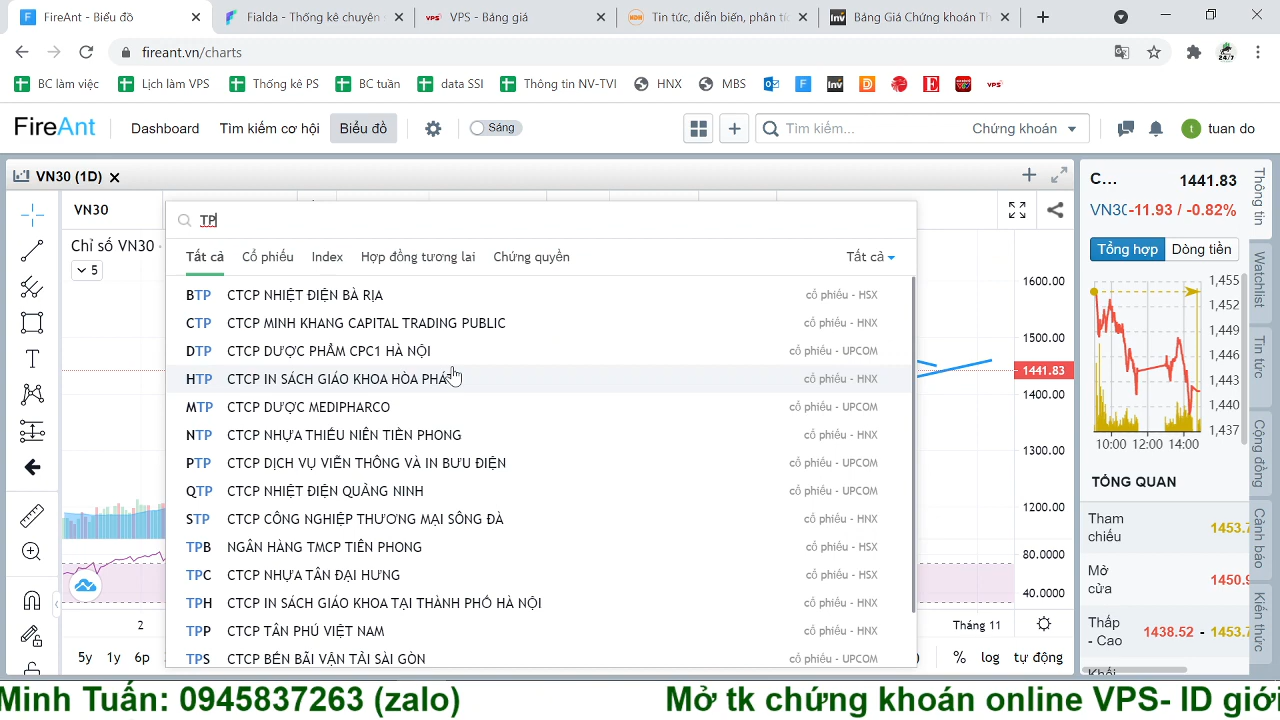 FireAnt - Biểu đồ
Fialda - Thống kê chuyên
VPS - Bảng giá
Tin tức, diễn đàn, phân tíc
Bảng Giá Chứng khoán Th
fireant.vn/charts
BC làm việc
Lịch làm VPS
Thống kê PS
BC tuần
data SSI
Thông tin NV-TVI
HNX
MBS
FireAnt
Dashboard
Tìm kiếm cơ hội
Biểu đồ
Sáng
Tìm kiếm...
Chứng khoán
tuan do
VN30 (1D)
VN30
TP
Chỉ số VN30
5
Tất cả
Cổ phiếu
Index
Hợp đồng tương lai
Chứng quyền
Tất cả
BTP CTCP NHIỆT ĐIỆN BÀ RỊA cổ phiếu - HSX
CTP CTCP MINH KHANG CAPITAL TRADING PUBLIC cổ phiếu - HNX
DTP CTCP DƯỢC PHẨM CPC1 HÀ NỘI cổ phiếu - UPCOM
HTP CTCP IN SÁCH GIÁO KHOA HÒA PHÁ cổ phiếu - HNX
MTP CTCP DƯỢC MEDIPHARCO cổ phiếu - UPCOM
NTP CTCP NHỰA THIẾU NIÊN TIỀN PHONG cổ phiếu - HNX
PTP CTCP DỊCH VỤ VIỄN THÔNG VÀ IN BƯU ĐIỆN cổ phiếu - UPCOM
QTP CTCP NHIỆT ĐIỆN QUẢNG NINH cổ phiếu - UPCOM
STP CTCP CÔNG NGHIỆP THƯƠNG MẠI SÔNG ĐÀ cổ phiếu - HNX
TPB NGÂN HÀNG TMCP TIÊN PHONG cổ phiếu - HSX
TPC CTCP NHỰA TÂN ĐẠI HƯNG cổ phiếu - HSX
TPH CTCP IN SÁCH GIÁO KHOA TẠI THÀNH PHỐ HÀ NỘI cổ phiếu - HNX
TPP CTCP TÂN PHÚ VIỆT NAM cổ phiếu - HNX
TPS CTCP BẾN BÃI VẬN TẢI SÀI GÒN cổ phiếu - UPCOM
1600.00
1500.00
1441.83
1400.00
1300.00
1200.00
80.0000
40.0000
2
Tháng 11
5y 1y 6p
% log tự động
C... 1441.83
VN30 -11.93 / -0.82%
Tổng hợp
Dòng tiền
1,455
1,452
1,449
1,446
1,443
1,440
1,437
10:00 12:00 14:00
TỔNG QUAN
Tham chiếu 1453.7
Mở cửa 1450.9
Thấp - Cao 1438.52 - 1453.7
Khối
Thông tin
Watchlist
Tin tức
Cộng đồng
Cảnh báo
Kiến thức
Minh Tuấn: 0945837263 (zalo)
Mở tk chứng khoán online VPS- ID giới